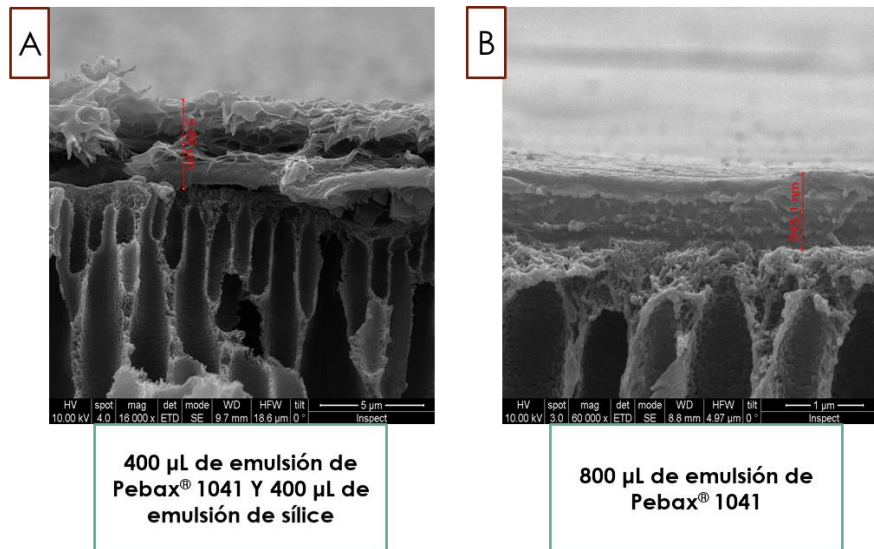 A
B
HV spot mag det mode WD HFW tilt 5 µm
10.00 kV 4.0 16 000 x ETD SE 9.7 mm 18.6 µm 0 ° Inspect
HV spot mag det mode WD HFW tilt 1 µm
10.00 kV 3.0 60 000 x ETD SE 8.8 mm 4.97 µm 0 ° Inspect
400 µL de emulsión de
Pebax® 1041 Y 400 µL de
emulsión de sílice
800 µL de emulsión de
Pebax® 1041